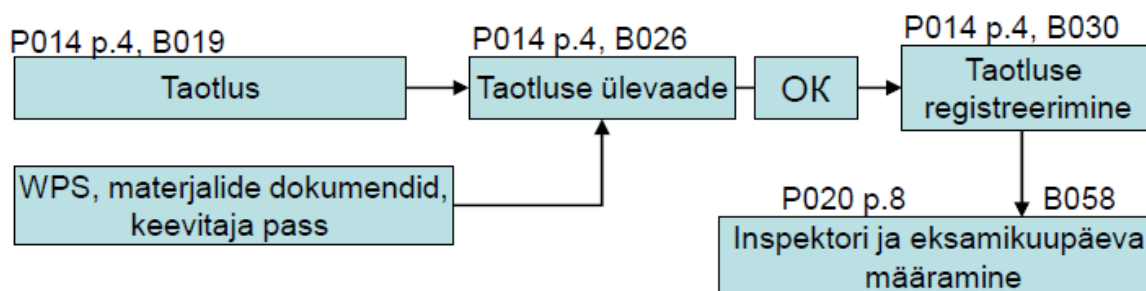 P014 p.4, B019
Taotlus
P014 p.4, B026
Taotluse ülevaade
OK
P014 p.4, B030
Taotluse
registreerimine
WPS, materjalide dokumendid,
keevitaja pass
P020 p.8 B058
Inspektori ja eksamikuupäeva
määramine